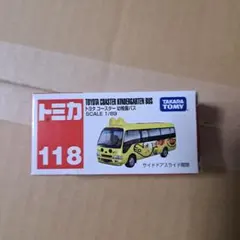 トミカ
118
TOYOTA COASTER KINDERGARTEN BUS
トヨタ コースター 幼稚園バス
SCALE 1/89
TAKARA
TOMY
サイドドアスライド開閉